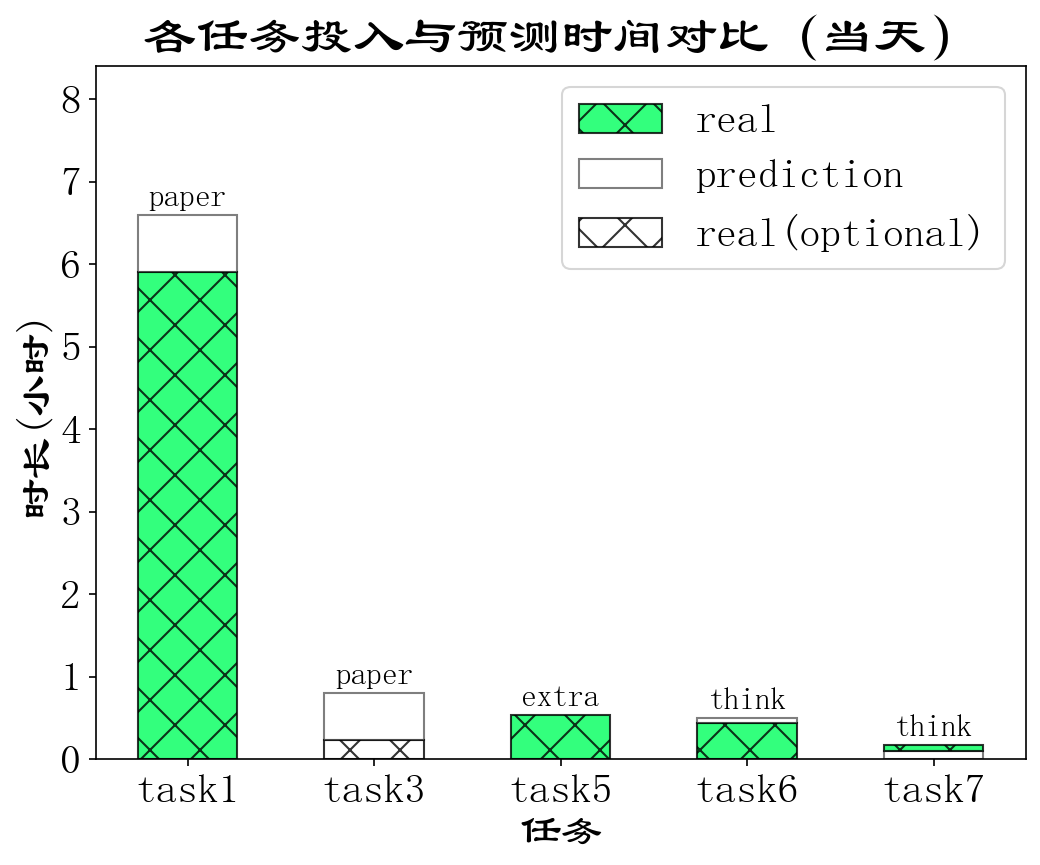 各任务投入与预测时间对比 (当天)
real
prediction
real(optional)
时长(小时)
8
7
6
5
4
3
2
1
0
paper
paper
extra
think
think
task1 task3 task5 task6 task7
任务